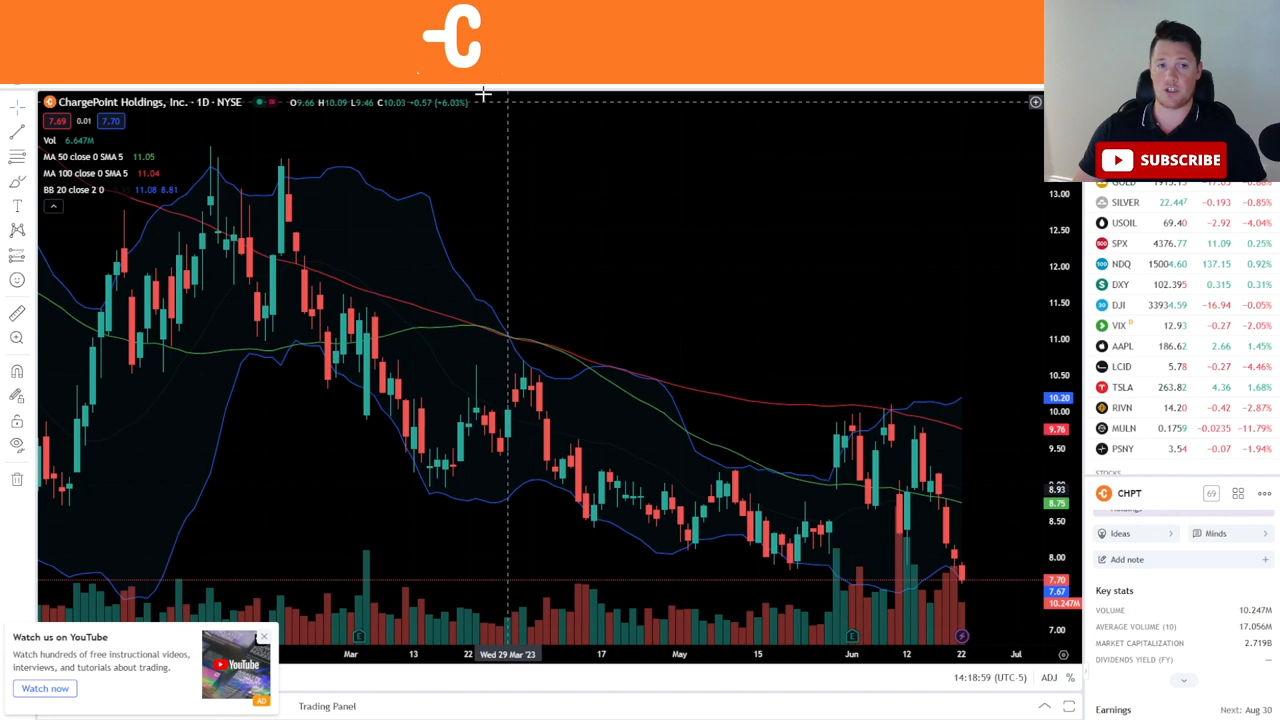 ChargePoint Holdings, Inc. · 1D · NYSE
O9.66 H10.09 L9.46 C10.03 +0.57 (+6.03%)
7.69 0.01 7.70
Vol 6.647M
MA 50 close 0 SMA 5 11.05
MA 100 close 0 SMA 5 11.04
BB 20 close 2 0 11.08 8.81
SUBSCRIBE
13.00
12.50
12.00
11.50
11.00
10.50
10.20
10.00
9.76
9.50
8.93
8.75
8.50
8.00
7.70
7.67
10.247M
7.00
SILVER 22.447 -0.193 -0.85%
USOIL 69.40 -2.92 -4.04%
SPX 4376.77 11.09 0.25%
NDQ 15004.60 137.15 0.92%
DXY 102.395 0.315 0.31%
DJI 33934.59 -16.94 -0.05%
VIX D 12.93 -0.27 -2.05%
AAPL 186.62 2.66 1.45%
LCID 5.78 -0.27 -4.46%
TSLA 263.82 4.36 1.68%
RIVN 14.20 -0.42 -2.87%
MULN 0.1759 -0.0235 -11.79%
PSNY 3.54 -0.07 -1.94%
CHPT 69
Ideas Minds
Add note
Key stats
VOLUME 10.247M
AVERAGE VOLUME (10) 17.056M
MARKET CAPITALIZATION 2.719B
DIVIDENDS YIELD (FY) —
Earnings Next: Aug 30
Mar 13 22 Wed 29 Mar '23 17 May 15 Jun 12 22 Jul
14:18:59 (UTC-5) ADJ %
Trading Panel
Watch us on YouTube
Watch hundreds of free instructional videos,
interviews, and tutorials about trading.
Watch now
YouTube
AD